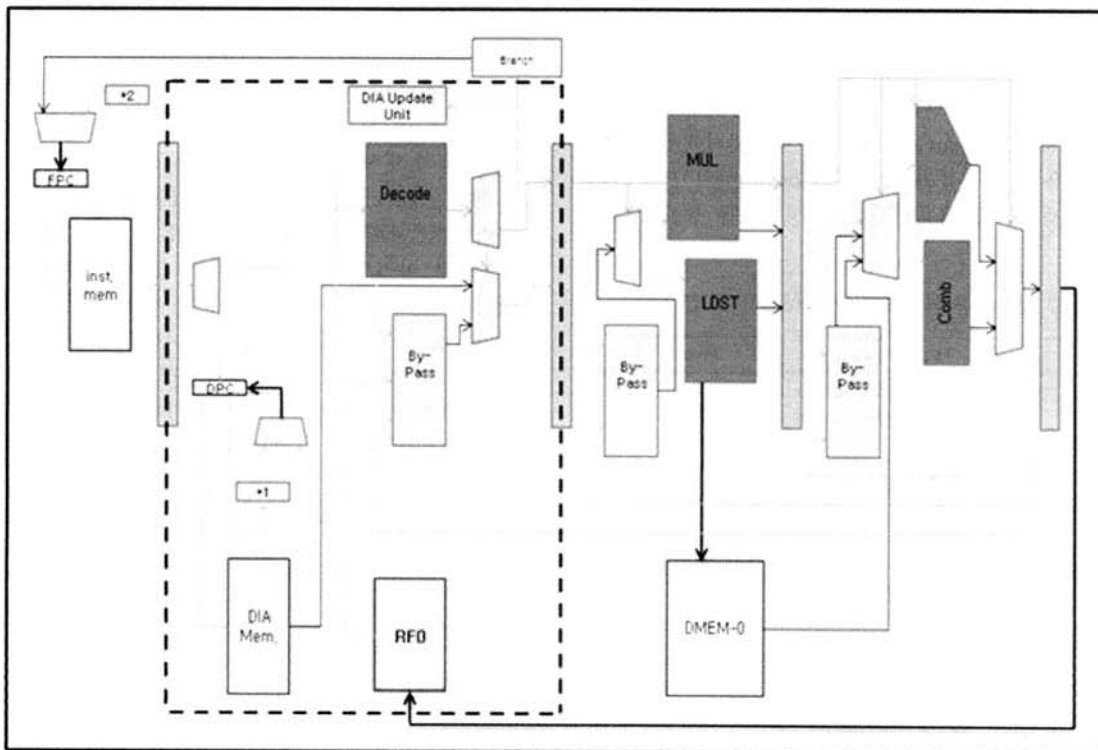 Branch
*2
DIA Update
Unit
FPC
Decode
MUL
Inst.
mem
LDST
Comb
By-
Pass
By-
Pass
By-
Pass
DPC
*1
DIA
Mem.
RF0
DMEM-0